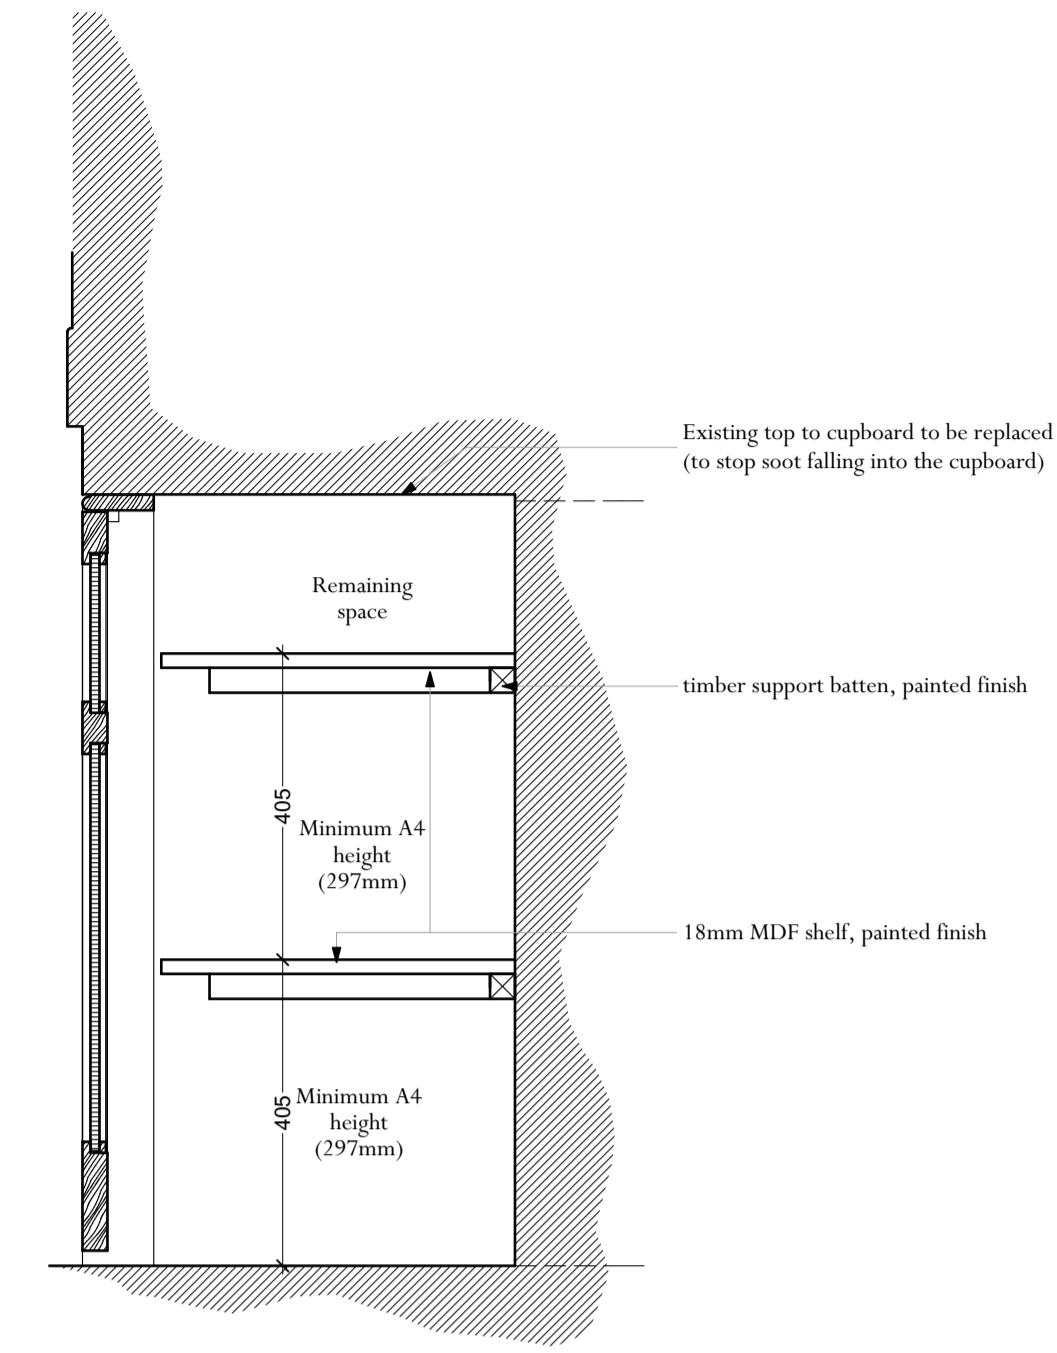 Existing top to cupboard to be replaced
(to stop soot falling into the cupboard)
Remaining
space
timber support batten, painted finish
405
Minimum A4
height
(297mm)
18mm MDF shelf, painted finish
405
Minimum A4
height
(297mm)